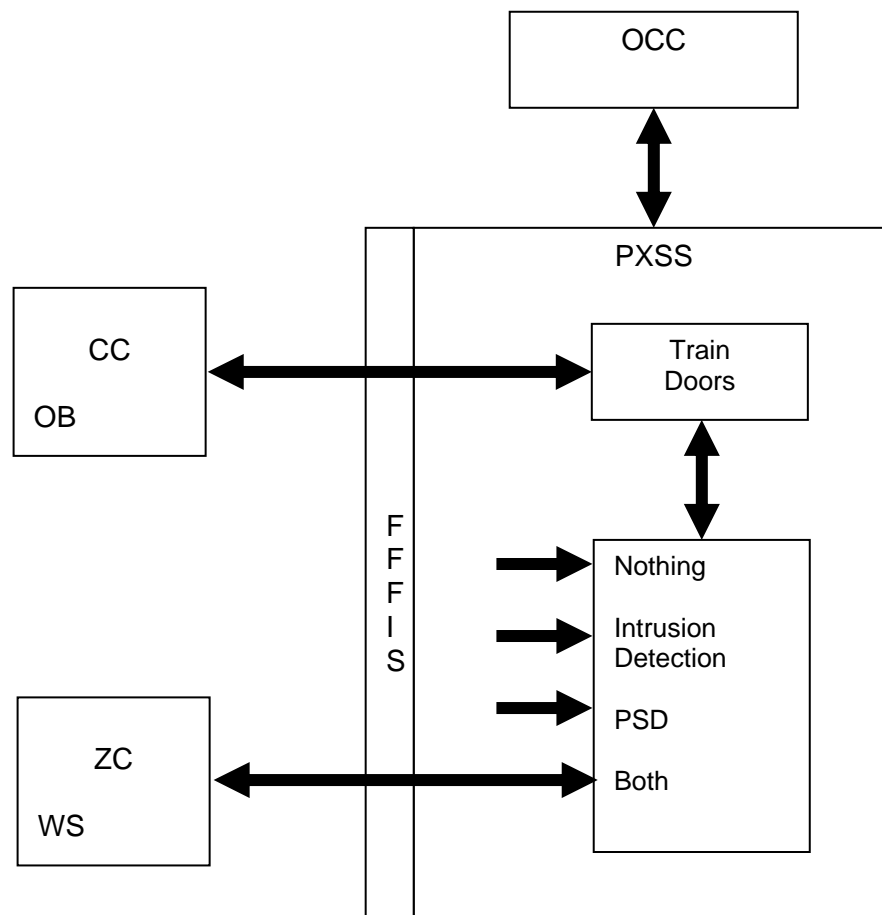 OCC
PXSS
CC
OB
Train
Doors
F
F
F
I
S
Nothing
Intrusion
Detection
PSD
Both
ZC
WS